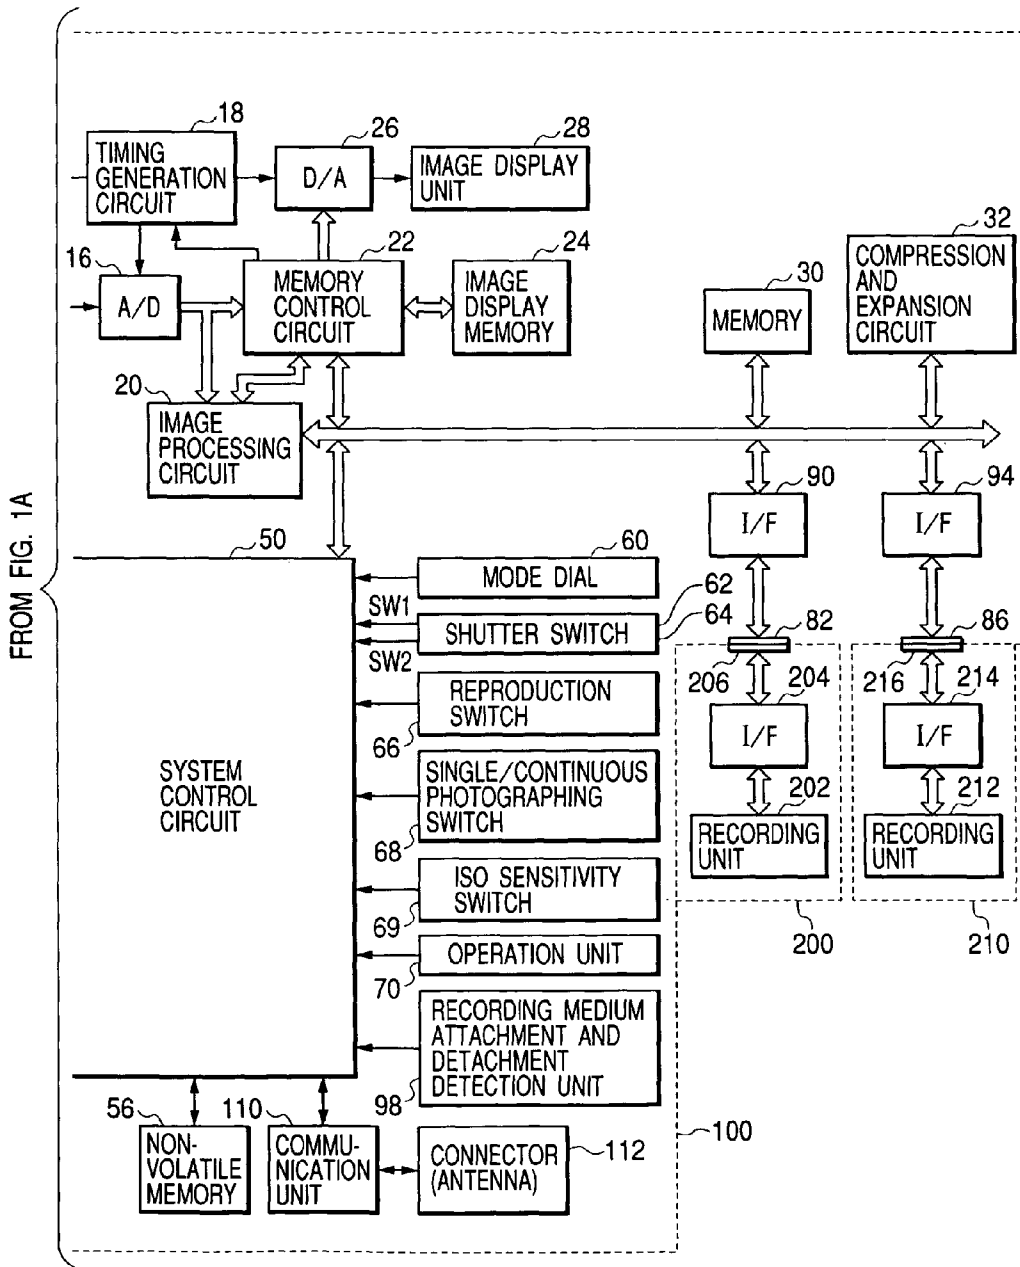 FROM FIG. 1A
18
TIMING
GENERATION
CIRCUIT
26
D/A
28
IMAGE DISPLAY
UNIT
16
A/D
22
MEMORY
CONTROL
CIRCUIT
24
IMAGE
DISPLAY
MEMORY
30
MEMORY
32
COMPRESSION
AND
EXPANSION
CIRCUIT
20
IMAGE
PROCESSING
CIRCUIT
90
I/F
94
I/F
50
SYSTEM
CONTROL
CIRCUIT
60
MODE DIAL
SW1
62
64
SHUTTER SWITCH
SW2
82
206
86
216
REPRODUCTION
SWITCH
66
204
I/F
214
I/F
SINGLE/CONTINUOUS
PHOTOGRAPHING
SWITCH
68
202
RECORDING
UNIT
212
RECORDING
UNIT
ISO SENSITIVITY
SWITCH
69
200
210
OPERATION UNIT
70
RECORDING MEDIUM
ATTACHMENT AND
DETACHMENT
DETECTION UNIT
98
100
56
NON-
VOLATILE
MEMORY
110
COMMU-
NICATION
UNIT
CONNECTOR
(ANTENNA)
112